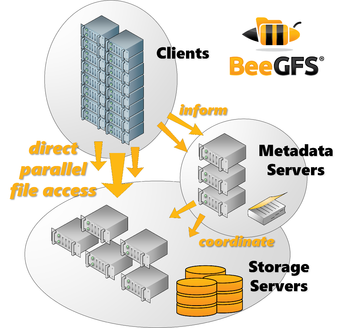 Clients
BeeGFS®
inform
direct
parallel
file access
Metadata
Servers
coordinate
Storage
Servers